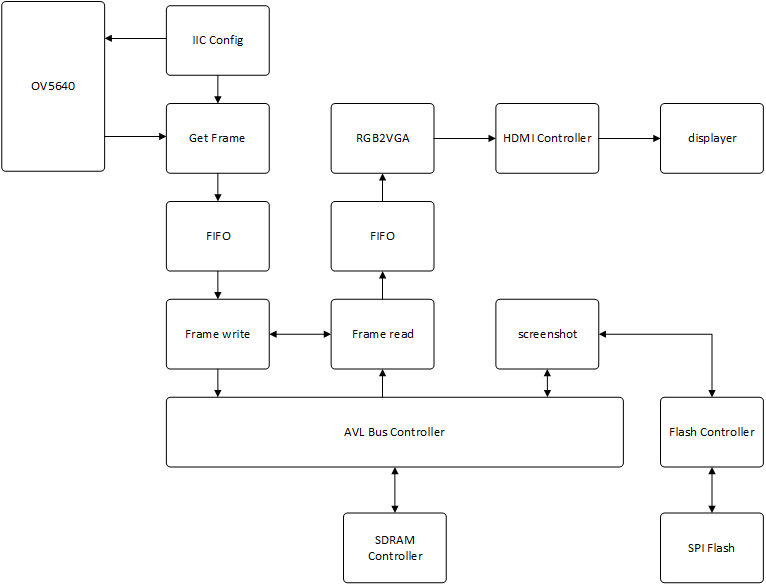 IIC Config
OV5640
Get Frame
RGB2VGA
HDMI Controller
displayer
FIFO
FIFO
Frame write
Frame read
screenshot
AVL Bus Controller
Flash Controller
SDRAM
Controller
SPI Flash